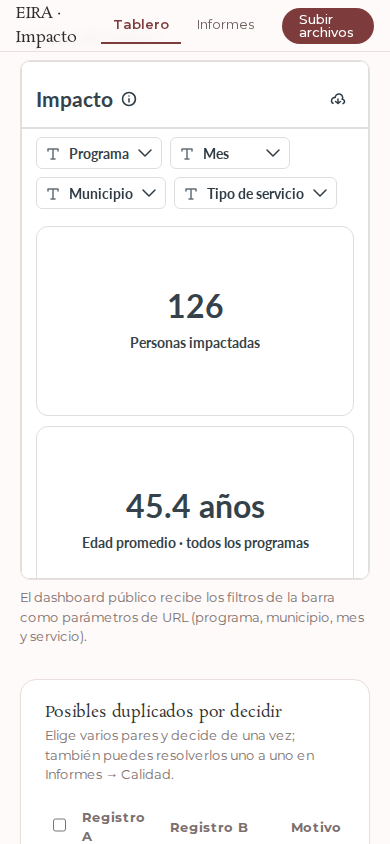 EIRA ·
Impacto
Tablero
Informes
Subir
archivos
Impacto
Programa
Mes
Municipio
Tipo de servicio
126
Personas impactadas
45.4 años
Edad promedio · todos los programas
El dashboard público recibe los filtros de la barra
como parámetros de URL (programa, municipio, mes
y servicio).
Posibles duplicados por decidir
Elige varios pares y decide de una vez;
también puedes resolverlos uno a uno en
Informes → Calidad.
Registro
A
Registro B
Motivo